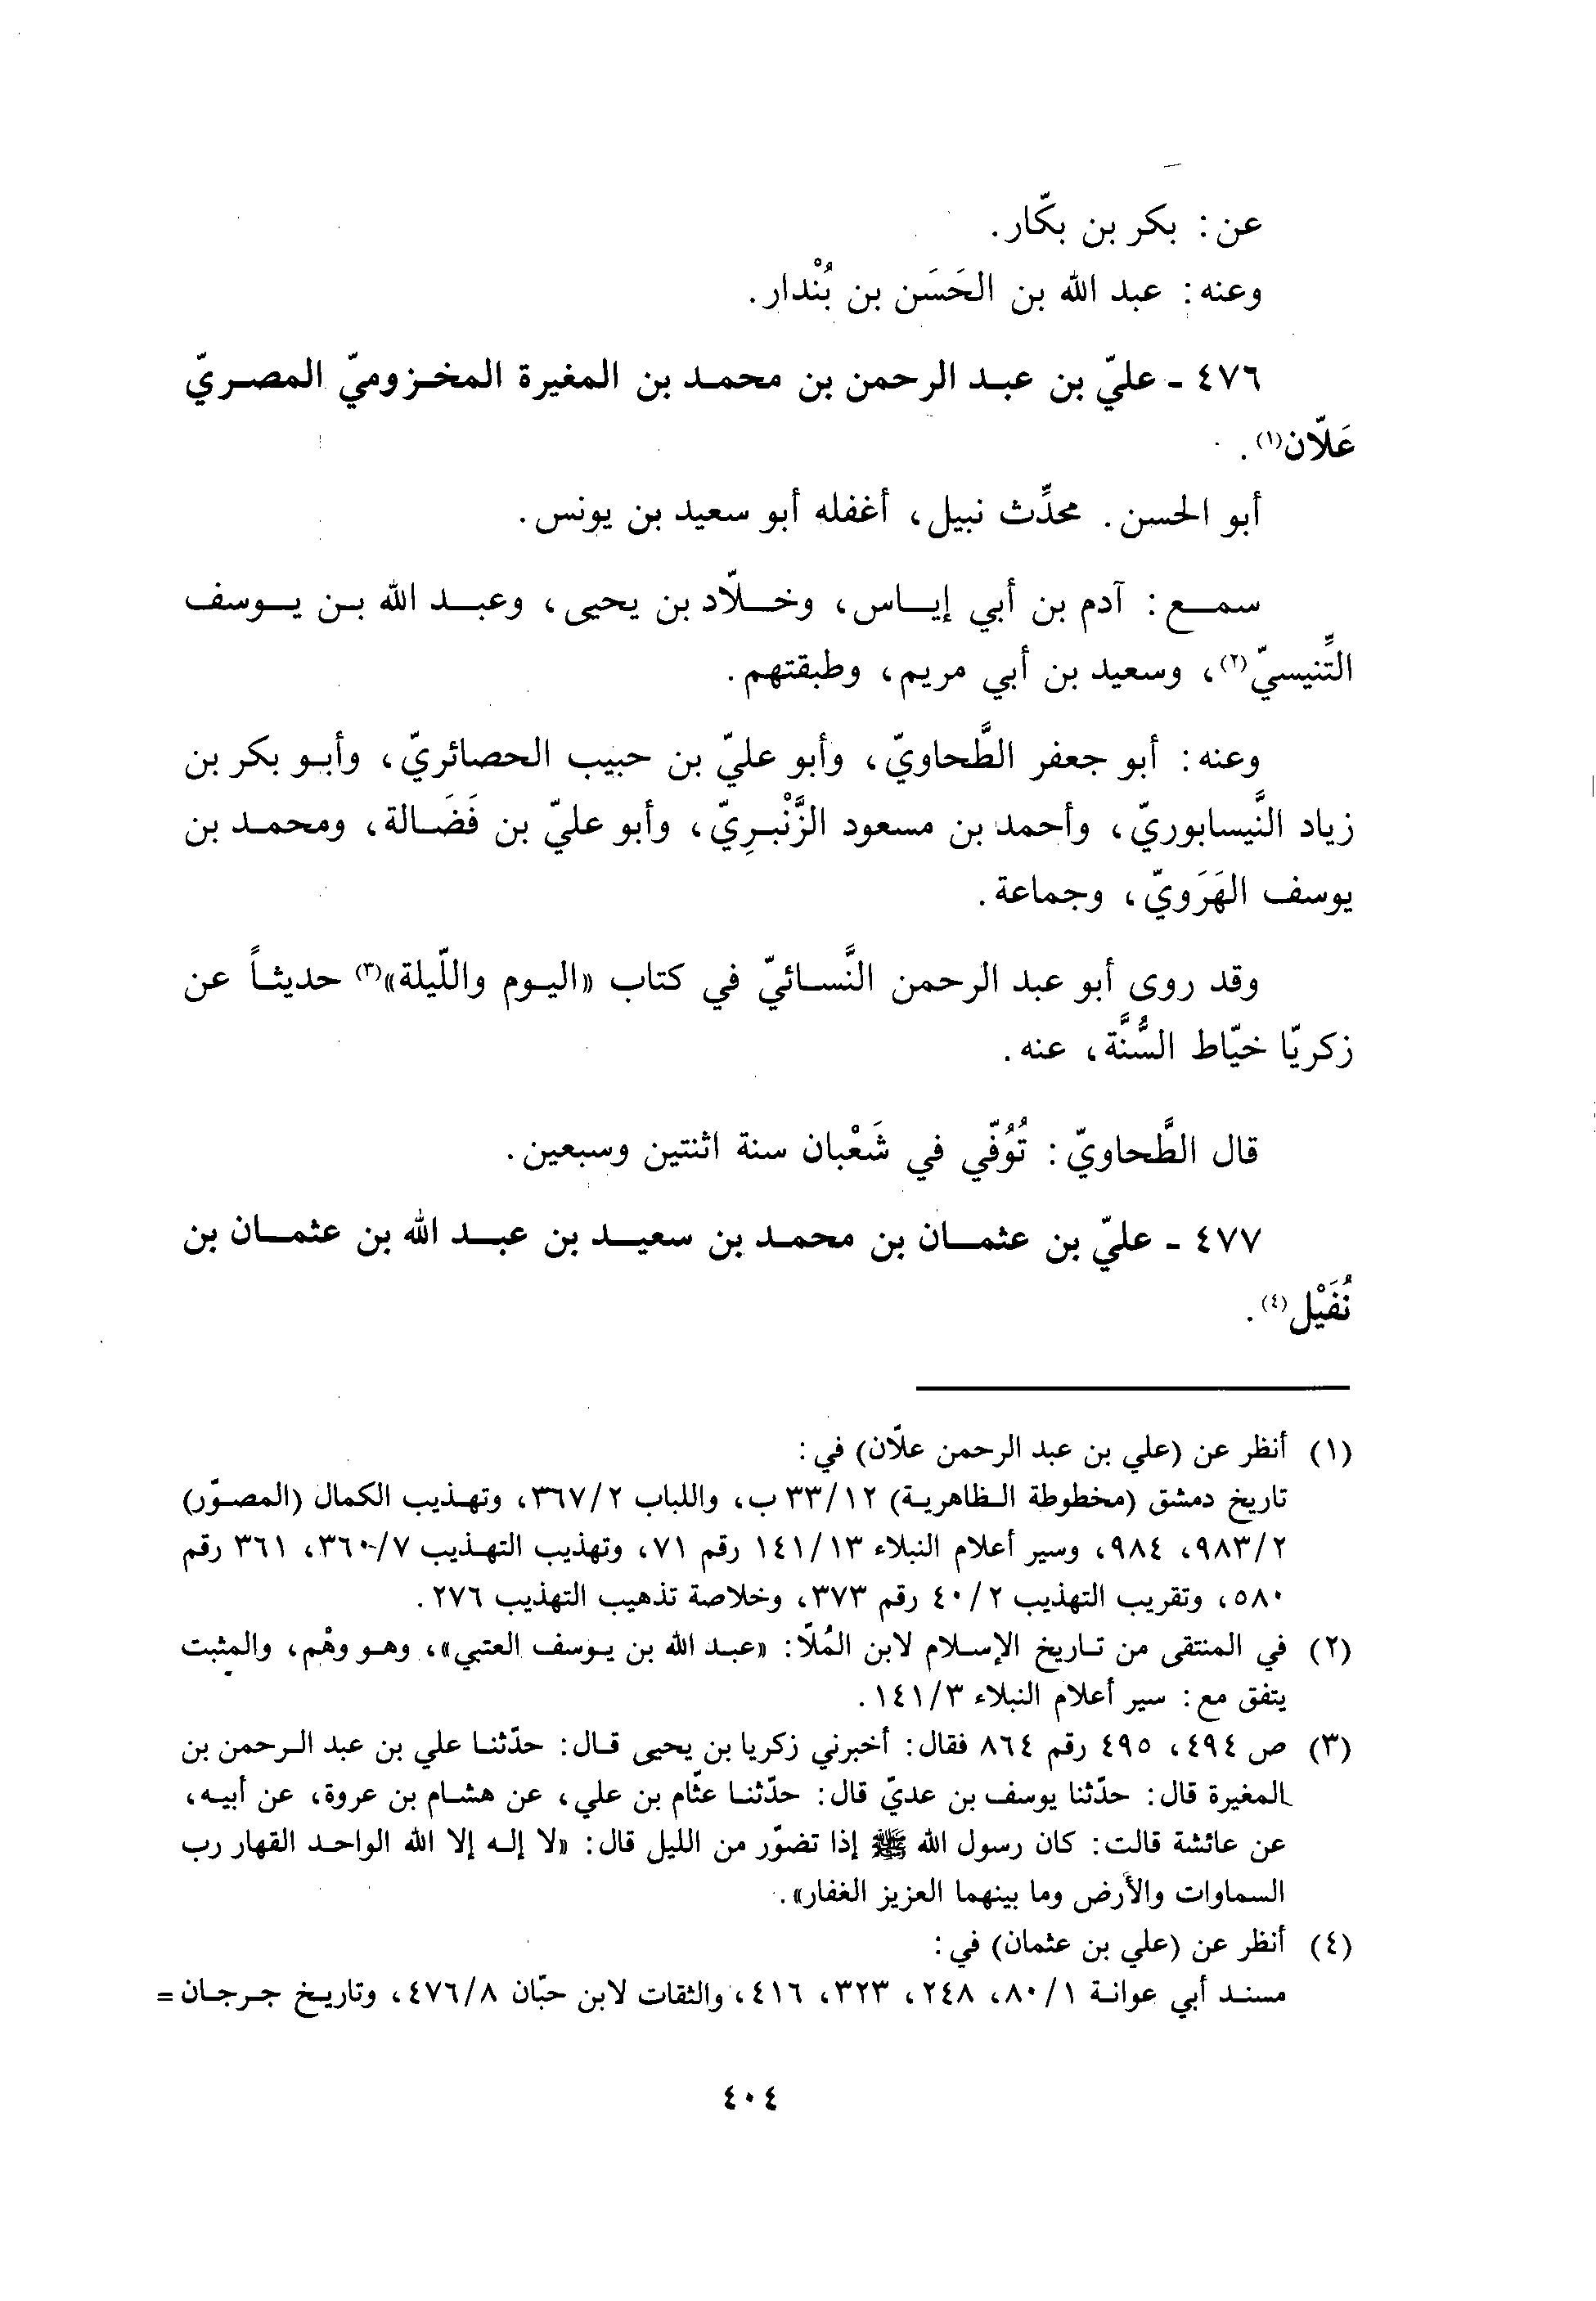 عن: بكر بن بكّار.
وعنه: عبد الله بن الحَسَن بن بُنْدار.
٤٧٦ - عليّ بن عبد الرحمن بن محمد بن المغيرة المخزوميّ المصريّ
عَلّان(١).
أبو الحسن. محدِّث نبيل، أغفله أبو سعيد بن يونس.
سمع: آدم بن أبي إياس، وخلّاد بن يحيى، وعبد الله بن يوسف
التِّنيسيّ(٢)، وسعيد بن أبي مريم، وطبقتهم.
وعنه: أبو جعفر الطَّحاويّ، وأبو عليّ بن حبيب الحصائريّ، وأبو بكر بن
زياد النَّيسابوريّ، وأحمد بن مسعود الزَّنْبرِيّ، وأبو عليّ بن فَضَالة، ومحمد بن
يوسف الهَرَويّ، وجماعة.
وقد روى أبو عبد الرحمن النَّسائيّ في كتاب «اليوم واللّيلة»(٣) حديثاً عن
زكريّا خيّاط السُّنَّة، عنه.
قال الطَّحاويّ: تُوُفّي في شَعْبان سنة اثنتين وسبعين.
٤٧٧ - عليّ بن عثمان بن محمد بن سعيد بن عبد الله بن عثمان بن
نُفَيْل(٤).
(١) أنظر عن (علي بن عبد الرحمن علّان) في:
تاريخ دمشق (مخطوطة الظاهرية) ٣٣/١٢ ب، واللباب ٣٦٧/٢، وتهذيب الكمال (المصوّر)
٩٨٣/٢، ٩٨٤، وسير أعلام النبلاء ١٤١/١٣ رقم ٧١، وتهذيب التهذيب ٣٦٠/٧، ٣٦١ رقم
٥٨٠، وتقريب التهذيب ٤٠/٢ رقم ٣٧٣، وخلاصة تذهيب التهذيب ٢٧٦.
(٢) في المنتقى من تاريخ الإسلام لابن المُلّا: «عبد الله بن يوسف العتبي»، وهو وهْم، والمثبت
يتفق مع: سير أعلام النبلاء ١٤١/٣.
(٣) ص ٤٩٤، ٤٩٥ رقم ٨٦٤ فقال: أخبرني زكريا بن يحيى قال: حدّثنا علي بن عبد الرحمن بن
المغيرة قال: حدّثنا يوسف بن عديّ قال: حدّثنا عثّام بن علي، عن هشام بن عروة، عن أبيه،
عن عائشة قالت: كان رسول الله ﷺ إذا تضوّر من الليل قال: «لا إله إلا الله الواحد القهار رب
السماوات والأرض وما بينهما العزيز الغفار».
(٤) أنظر عن (علي بن عثمان) في:
مسند أبي عوانة ٨٠/١، ٢٤٨، ٣٢٣، ٤١٦، والثقات لابن حبّان ٤٧٦/٨، وتاريخ جرجان =
٤٠٤